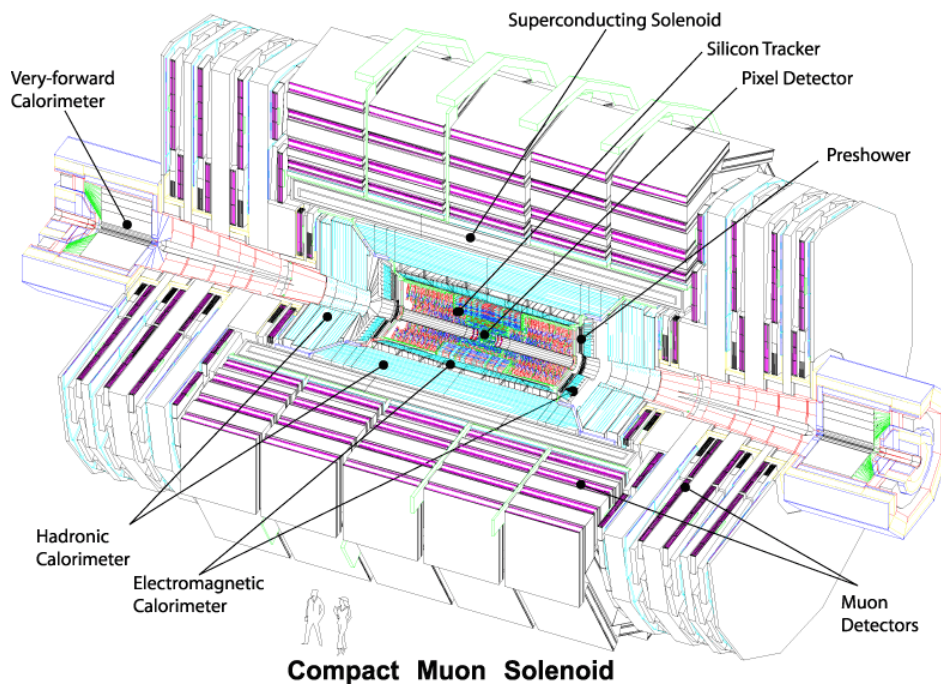 Superconducting Solenoid
Silicon Tracker
Pixel Detector
Very-forward
Calorimeter
Preshower
Hadronic
Calorimeter
Electromagnetic
Calorimeter
Muon
Detectors
Compact Muon Solenoid